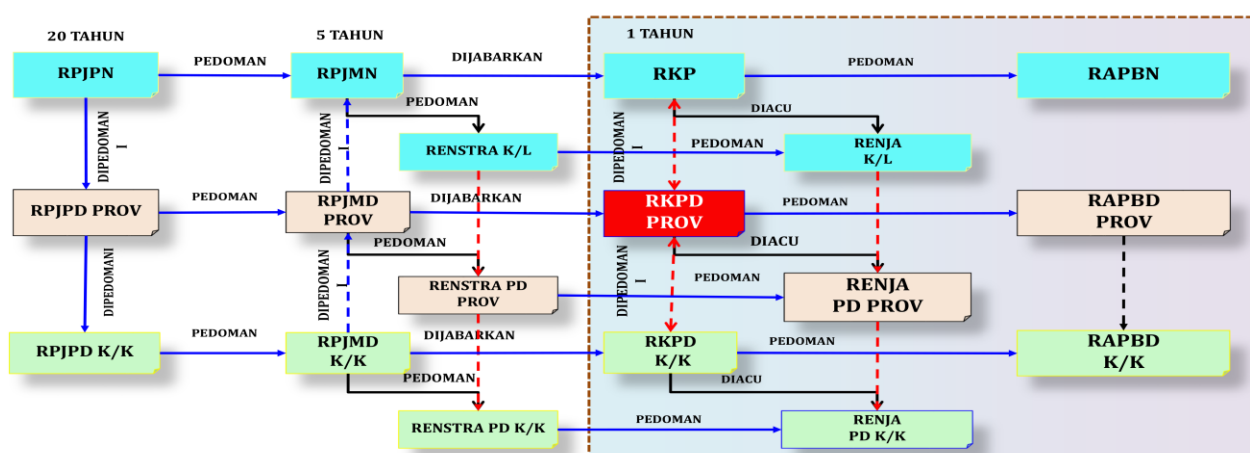 20 TAHUN
5 TAHUN
1 TAHUN
RPJPN
PEDOMAN
RPJMN
DIJABARKAN
RKP
PEDOMAN
RAPBN
DIPEDOMAN
I
DIPEDOMAN
I
PEDOMAN
RENSTRA K/L
DIPEDOMAN
I
PEDOMAN
DIACU
RENJA
K/L
RPJPD PROV
PEDOMAN
RPJMD
PROV
DIJABARKAN
RKPD
PROV
PEDOMAN
RAPBD
PROV
DIPEDOMANI
DIPEDOMAN
I
PEDOMAN
RENSTRA PD
PROV
DIPEDOMAN
I
PEDOMAN
DIACU
RENJA
PD PROV
RPJPD K/K
PEDOMAN
RPJMD
K/K
DIJABARKAN
RKPD
K/K
PEDOMAN
RAPBD
K/K
PEDOMAN
DIACU
RENSTRA PD K/K
PEDOMAN
RENJA
PD K/K